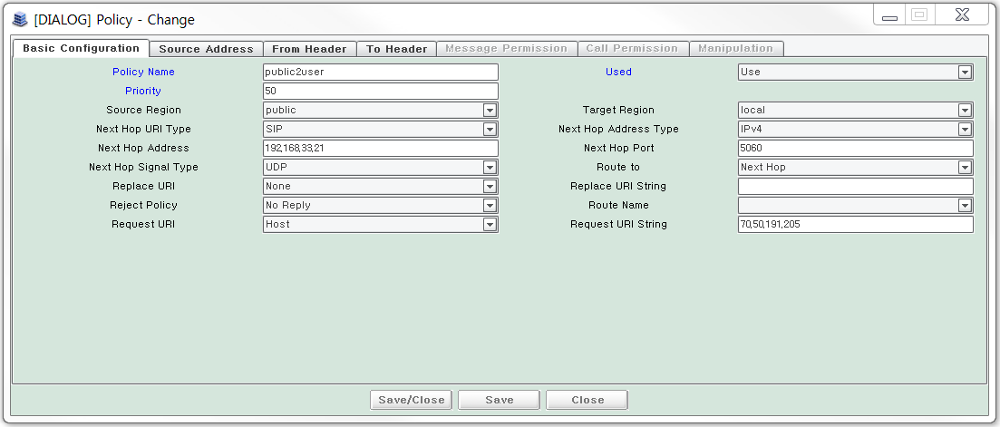 [DIALOG] Policy - Change
Basic Configuration Source Address From Header To Header Message Permission Call Permission Manipulation
Policy Name public2user Used Use
Priority 50
Source Region public Target Region local
Next Hop URI Type SIP Next Hop Address Type IPv4
Next Hop Address 192,168,33,21 Next Hop Port 5060
Next Hop Signal Type UDP Route to Next Hop
Replace URI None Replace URI String
Reject Policy No Reply Route Name
Request URI Host Request URI String 70,50,191,205
Save/Close Save Close